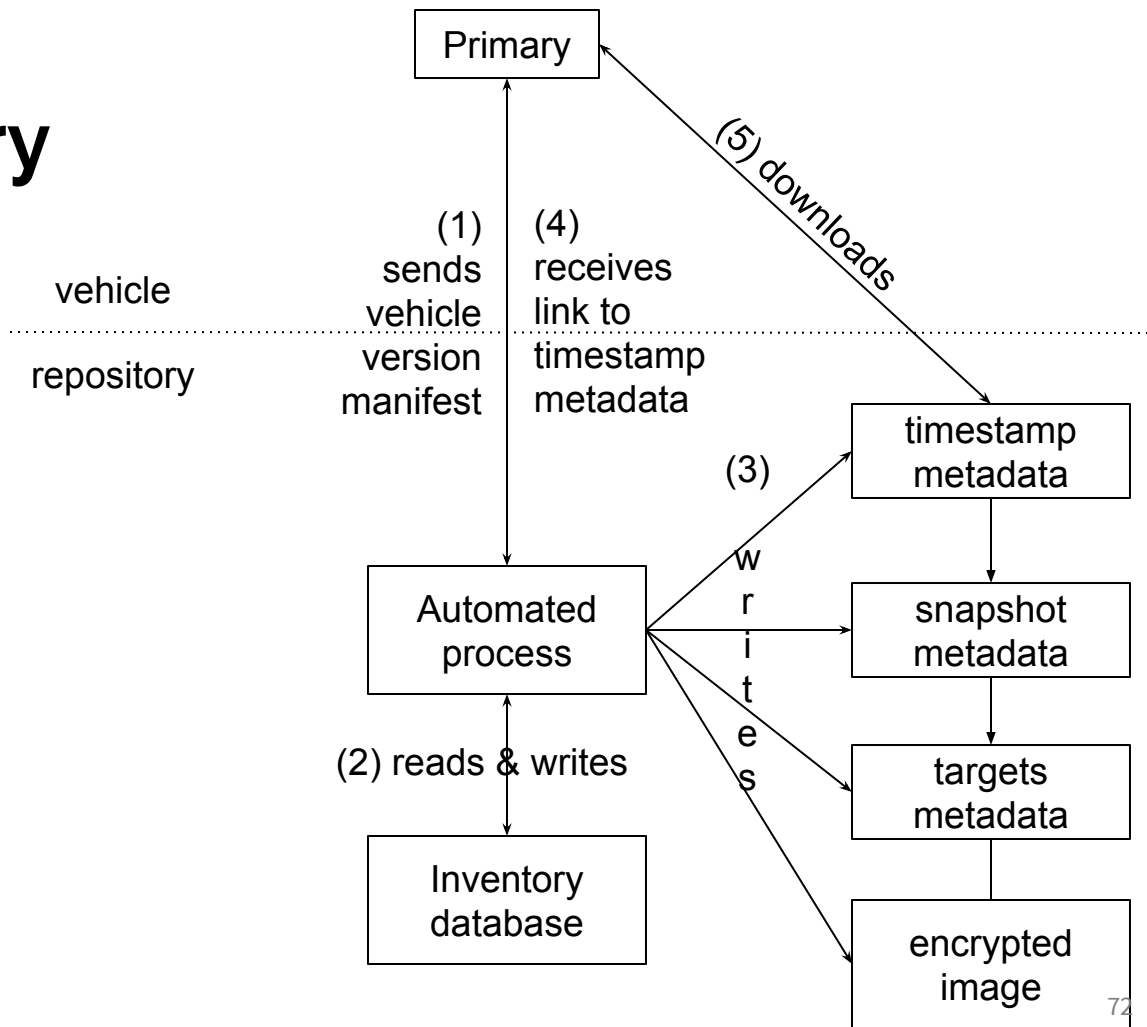 Primary
ry
(5) downloads
(1)
sends
vehicle
version
manifest
(4)
receives
link to
timestamp
metadata
vehicle
repository
timestamp
metadata
(3)
writes
Automated
process
snapshot
metadata
(2) reads & writes
targets
metadata
Inventory
database
encrypted
image
72